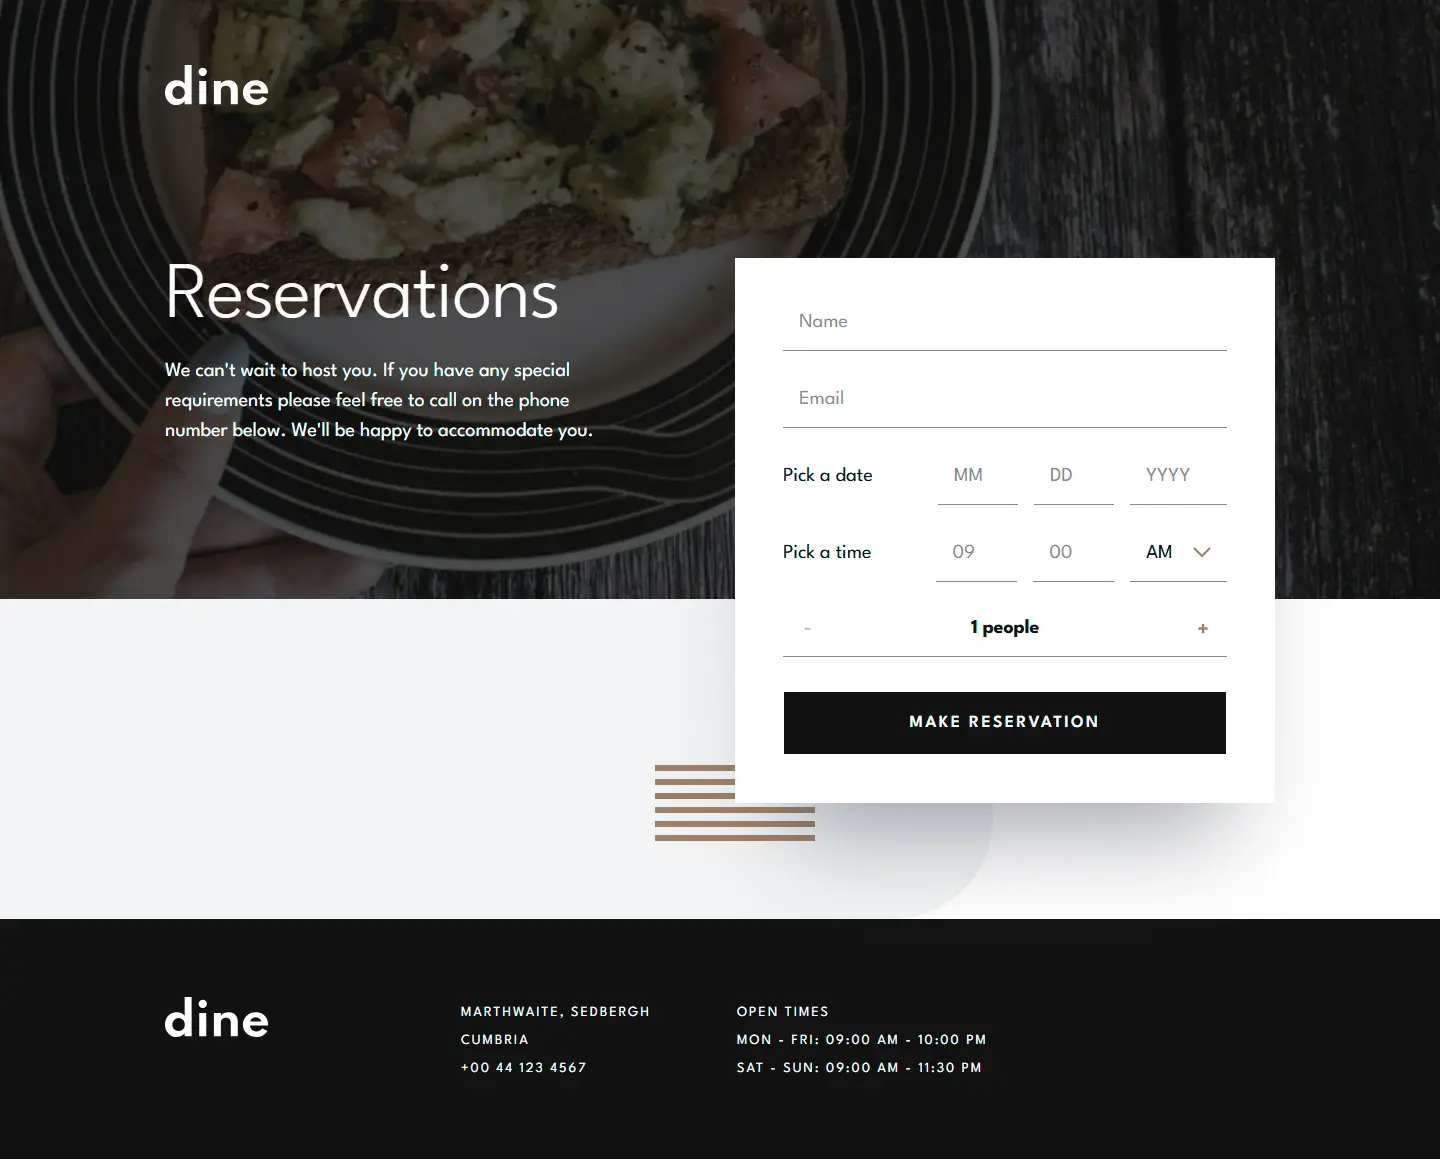 dine
Reservations
We can't wait to host you. If you have any special
requirements please feel free to call on the phone
number below. We'll be happy to accommodate you.
Name
Email
Pick a date MM DD YYYY
Pick a time 09 00 AM
- 1 people +
MAKE RESERVATION
dine
MARTHWAITE, SEDBERGH
CUMBRIA
+00 44 123 4567
OPEN TIMES
MON - FRI: 09:00 AM - 10:00 PM
SAT - SUN: 09:00 AM - 11:30 PM